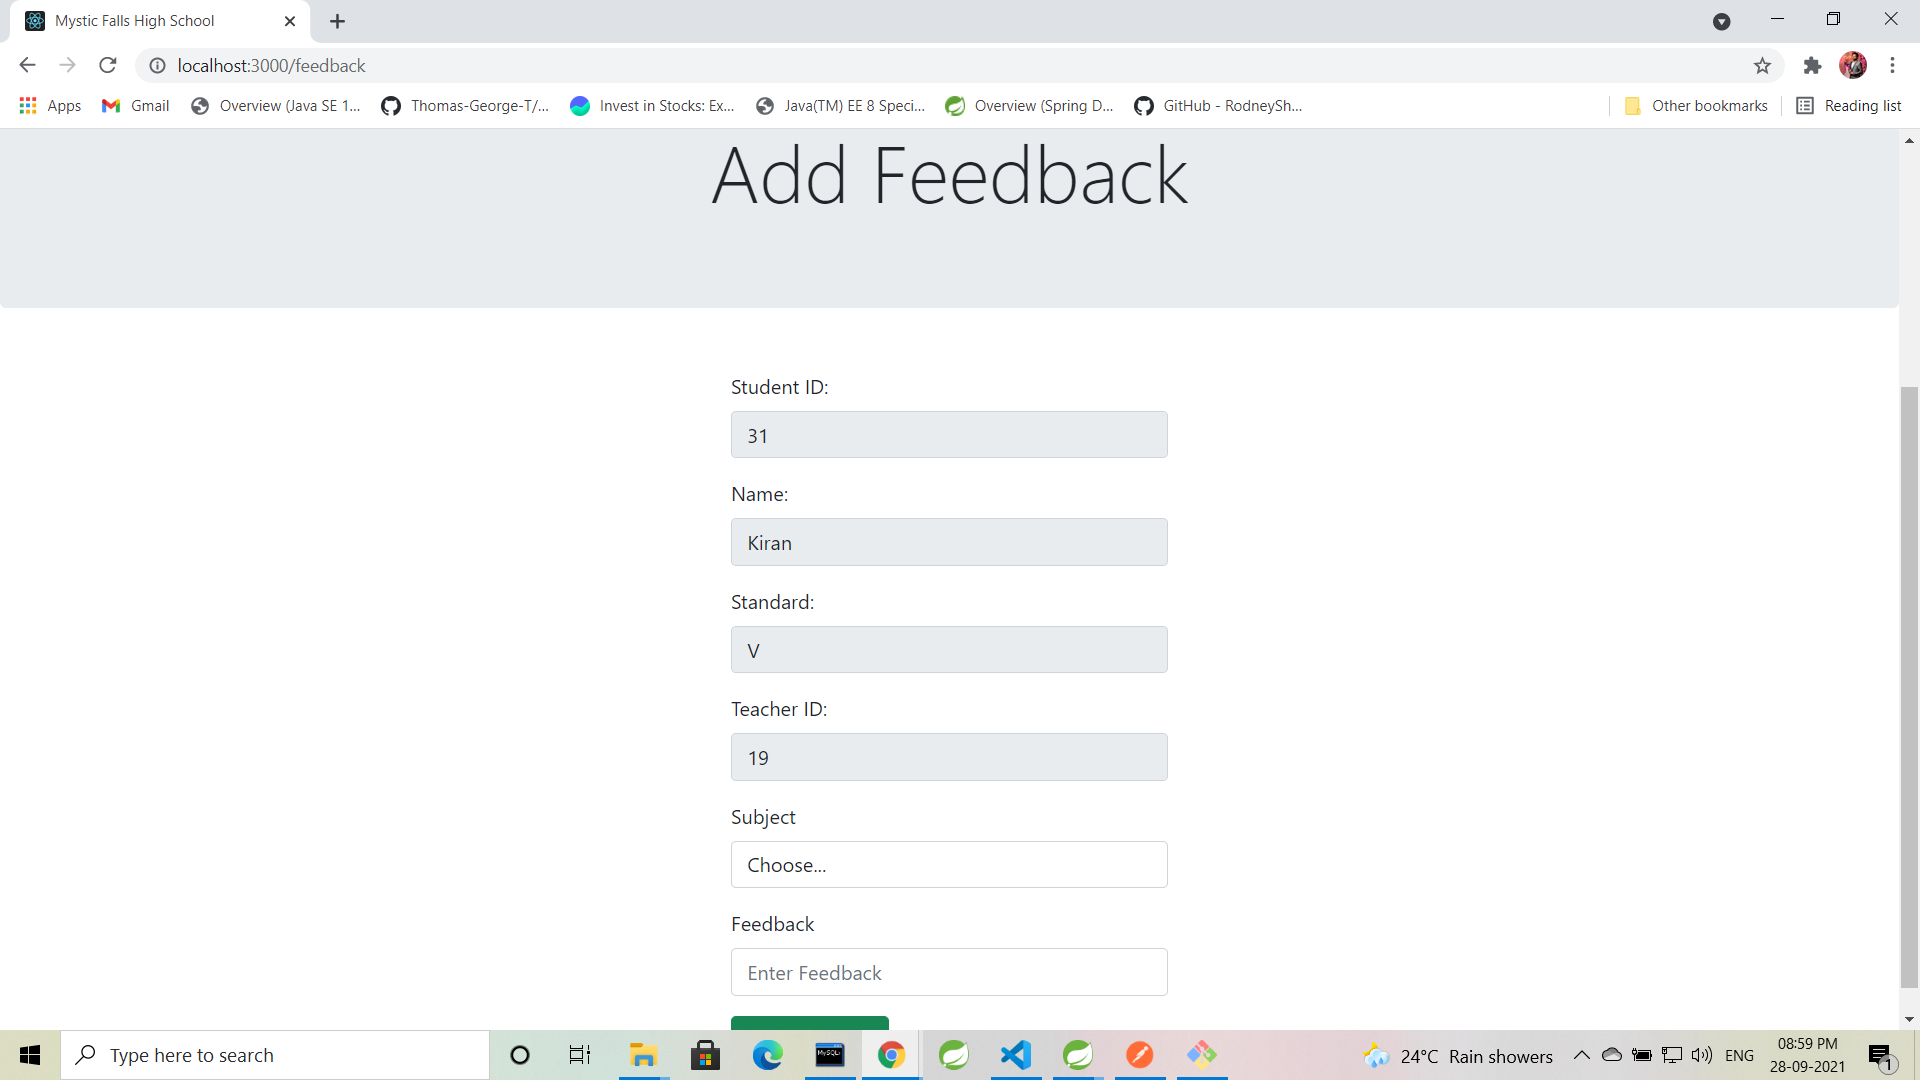 Mystic Falls High School
localhost:3000/feedback
Apps Gmail Overview (Java SE 1... Thomas-George-T/... Invest in Stocks: Ex... Java(TM) EE 8 Speci... Overview (Spring D... GitHub - RodneySh... Other bookmarks Reading list
Add Feedback
Student ID:
31
Name:
Kiran
Standard:
V
Teacher ID:
19
Subject
Choose...
Feedback
Enter Feedback
Type here to search
MySQL
24°C Rain showers
ENG
08:59 PM
28-09-2021
1